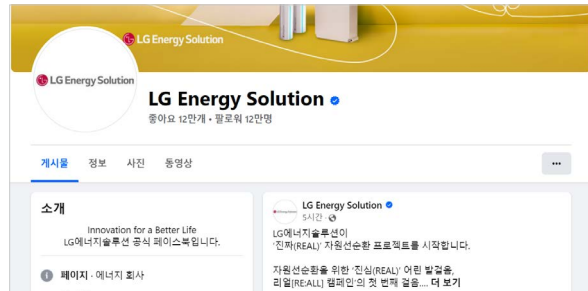 LG Energy Solution
LG Energy Solution
LG Energy Solution
좋아요 12만개 • 팔로워 12만명
게시물 정보 사진 동영상
소개
Innovation for a Better Life
LG에너지솔루션 공식 페이스북입니다.
페이지 · 에너지 회사
LG Energy Solution
5시간 ·
LG에너지솔루션이
'진짜(REAL)' 자원선순환 프로젝트를 시작합니다.
자원선순환을 위한 '진심(REAL)' 어린 발걸음,
리얼[RE:ALL] 캠페인'의 첫 번째 걸음.... 더 보기